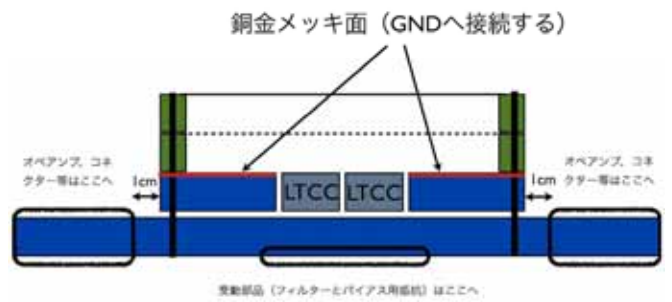 銅金メッキ面（GNDへ接続する）
オペアンプ、コネ
クター等はここへ
1cm
LTCC
LTCC
1cm
オペアンプ、コネ
クター等はここへ
受動部品（フィルターとバイアス用抵抗）はここへ